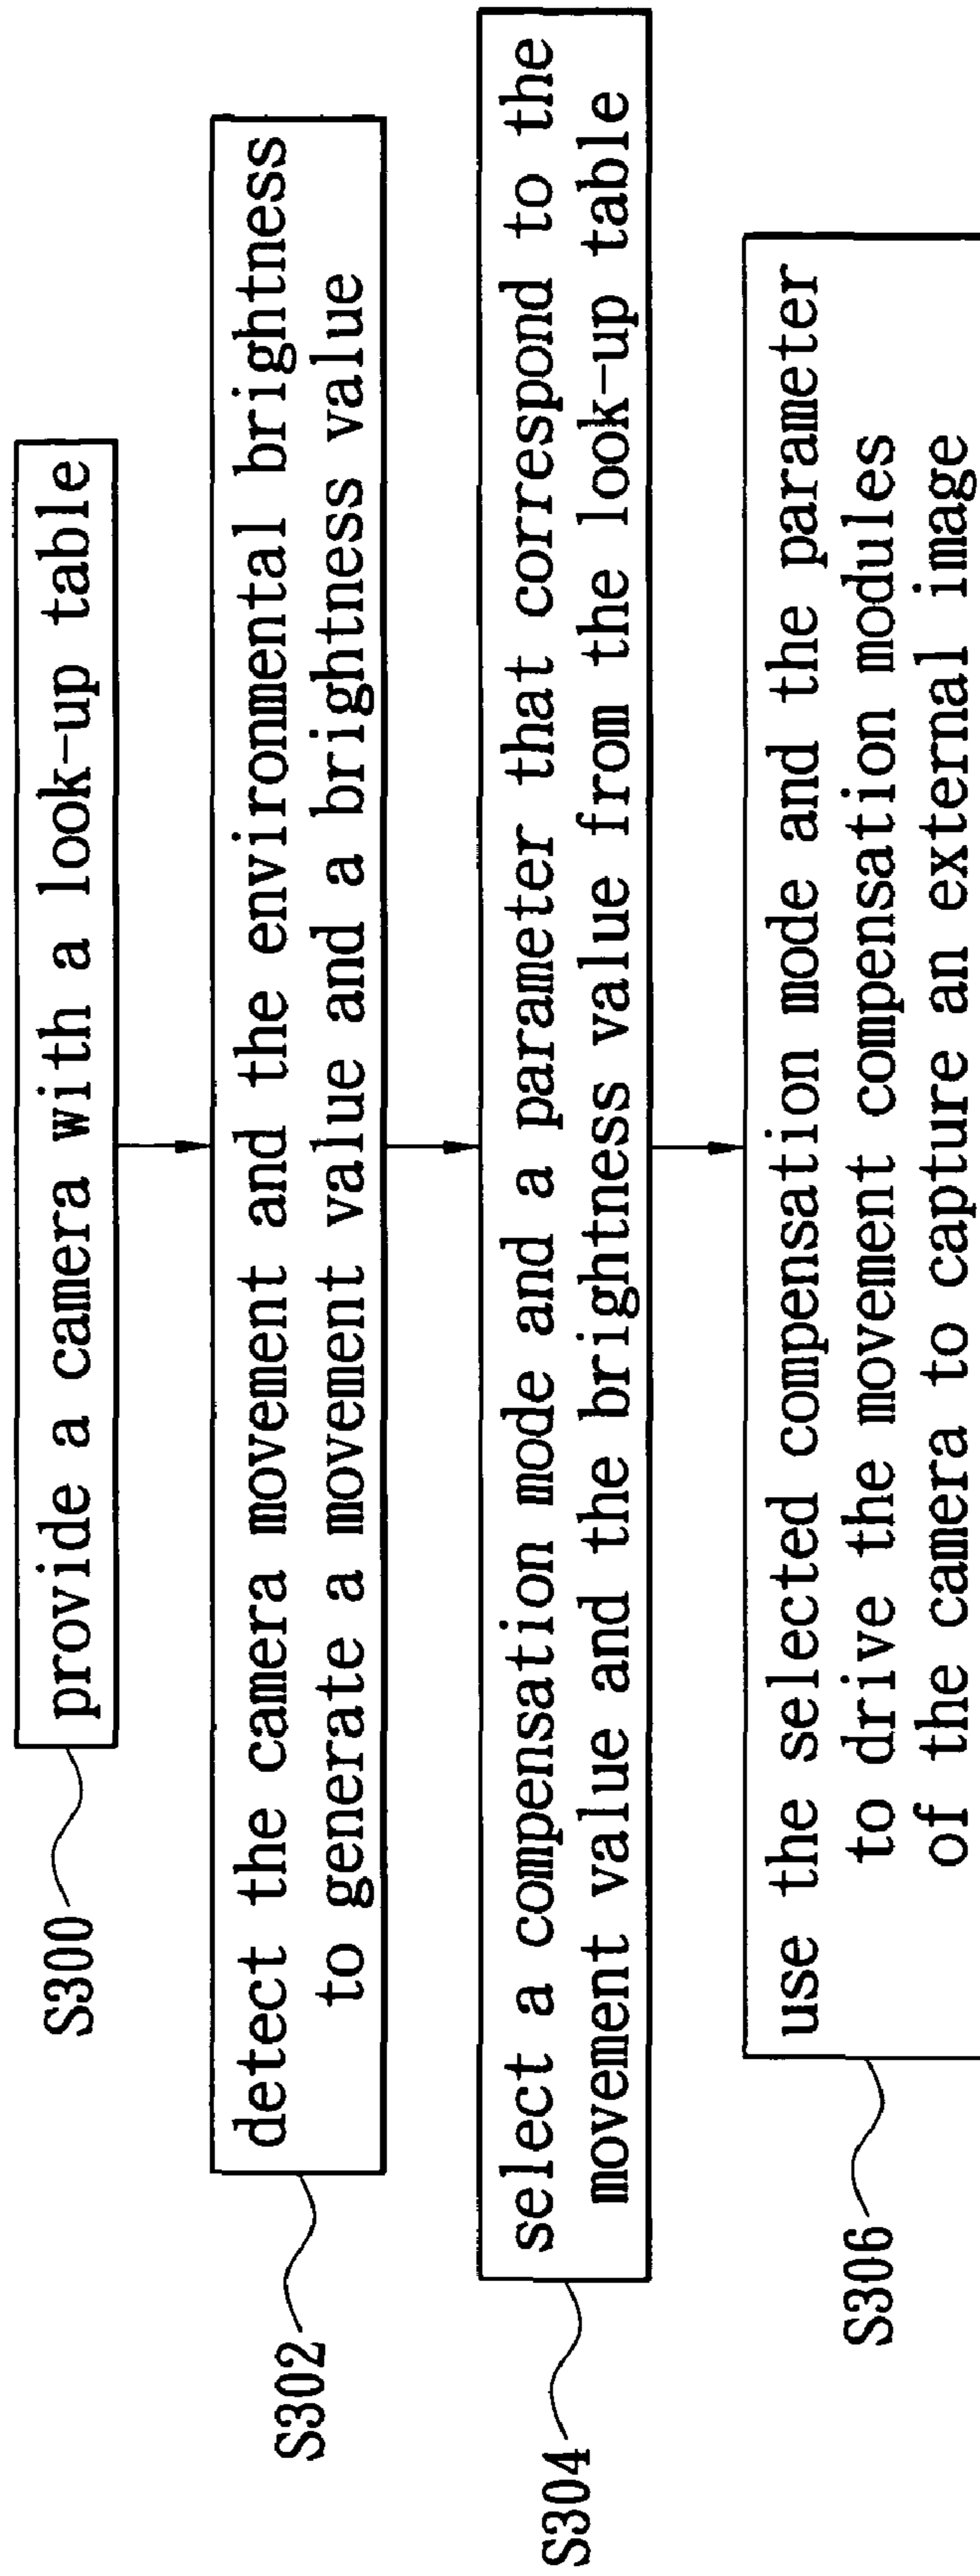 provide a camera with a look-up table
S300
detect the camera movement and the environmental brightness
to generate a movement value and a brightness value
S302
select a compensation mode and a parameter that correspond to the
movement value and the brightness value from the look-up table
S304
use the selected compensation mode and the parameter
to drive the movement compensation modules
of the camera to capture an external image
S306